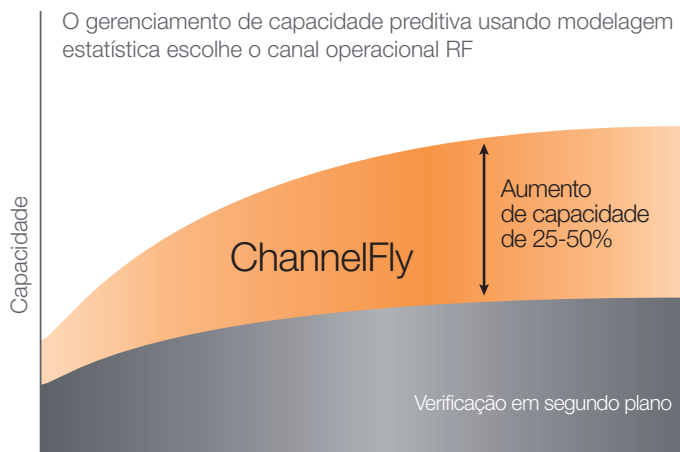 O gerenciamento de capacidade preditiva usando modelagem
estatística escolhe o canal operacional RF
Capacidade
ChannelFly
Aumento
de capacidade
de 25-50%
Verificação em segundo plano